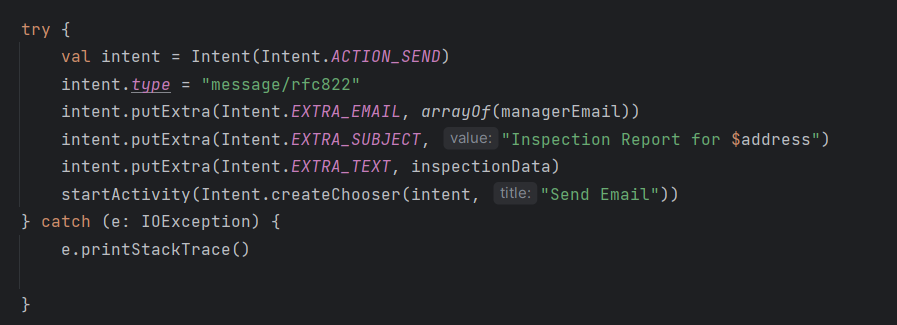 try {
    val intent = Intent(Intent.ACTION_SEND)
    intent.type = "message/rfc822"
    intent.putExtra(Intent.EXTRA_EMAIL, arrayOf(managerEmail))
    intent.putExtra(Intent.EXTRA_SUBJECT, value: "Inspection Report for $address")
    intent.putExtra(Intent.EXTRA_TEXT, inspectionData)
    startActivity(Intent.createChooser(intent, title: "Send Email"))
} catch (e: IOException) {
    e.printStackTrace()
}